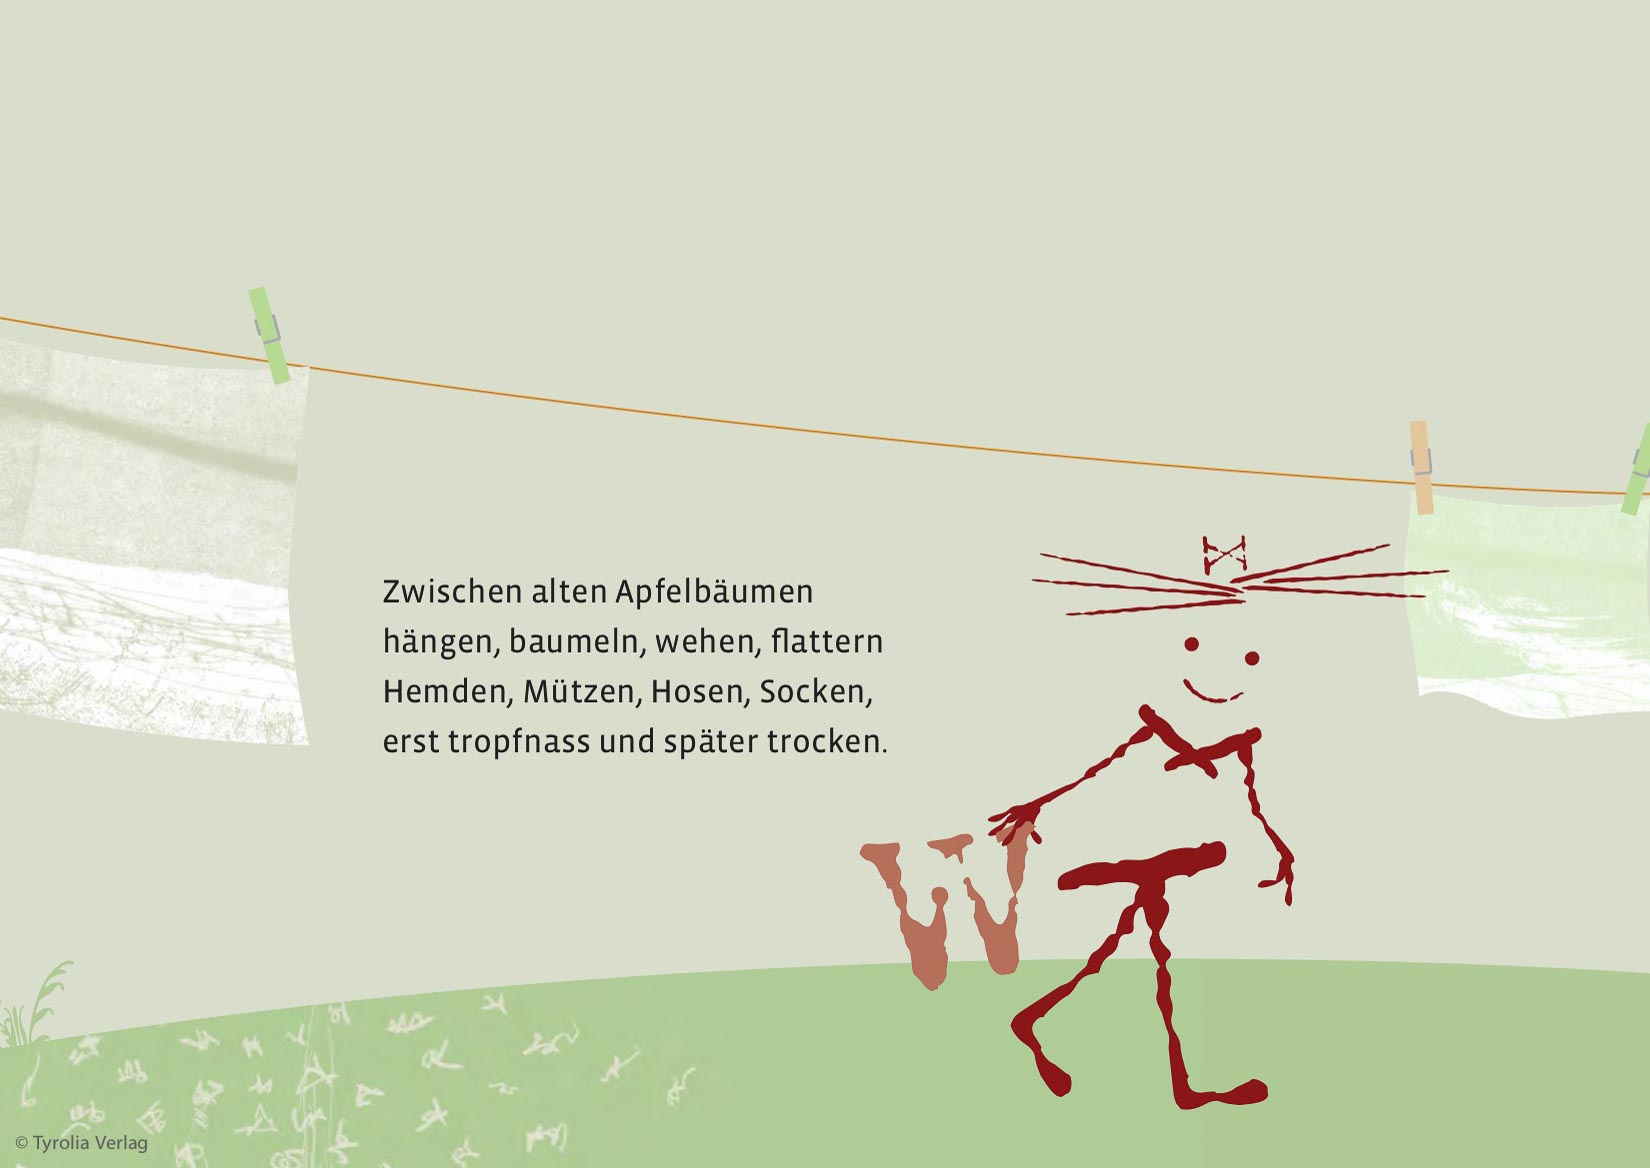 Zwischen alten Apfelbäumen
hängen, baumeln, wehen, flattern
Hemden, Mützen, Hosen, Socken,
erst tropfnass und später trocken.
W
© Tyrolia Verlag